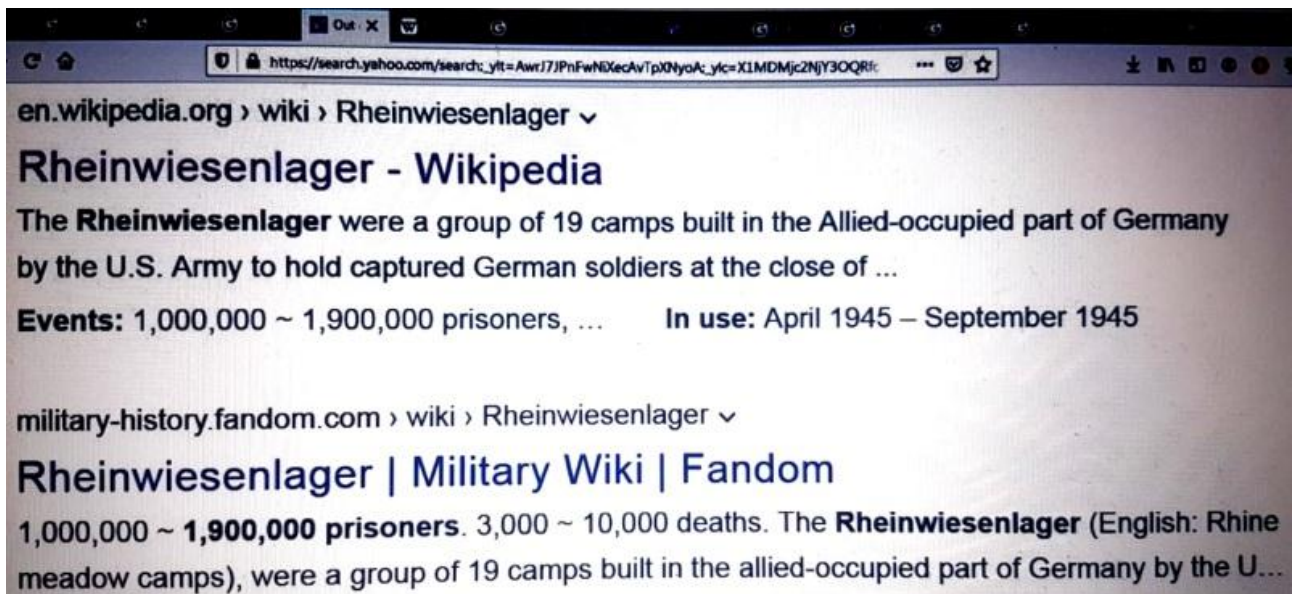 Out
https://search.yahoo.com/search;_ylt=AwrJ7JPnFwNiXecAvTpXNyoA;_ylc=X1MDMjc2NjY3OQRfc
en.wikipedia.org › wiki › Rheinwiesenlager
Rheinwiesenlager - Wikipedia
The Rheinwiesenlager were a group of 19 camps built in the Allied-occupied part of Germany
by the U.S. Army to hold captured German soldiers at the close of ...
Events: 1,000,000 ~ 1,900,000 prisoners, ... In use: April 1945 – September 1945
military-history.fandom.com › wiki › Rheinwiesenlager
Rheinwiesenlager | Military Wiki | Fandom
1,000,000 ~ 1,900,000 prisoners. 3,000 ~ 10,000 deaths. The Rheinwiesenlager (English: Rhine
meadow camps), were a group of 19 camps built in the allied-occupied part of Germany by the U...